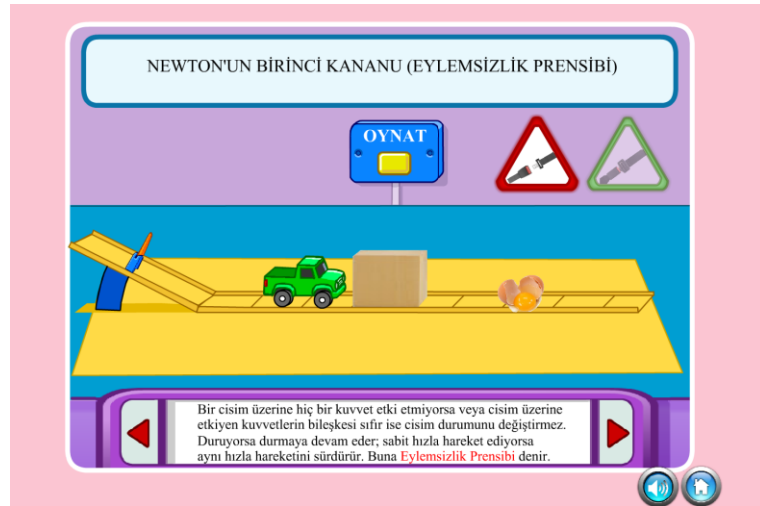 NEWTON'UN BİRİNCİ KANANU (EYLEMSİZLİK PRENSİBİ)
OYNAT
Bir cisim üzerine hiç bir kuvvet etki etmiyorsa veya cisim üzerine
etkiyen kuvvetlerin bileşkesi sıfır ise cisim durumunu değiştirmez.
Duruyorsa durmaya devam eder; sabit hızla hareket ediyorsa
aynı hızla hareketini sürdürür. Buna Eylemsizlik Prensibi denir.